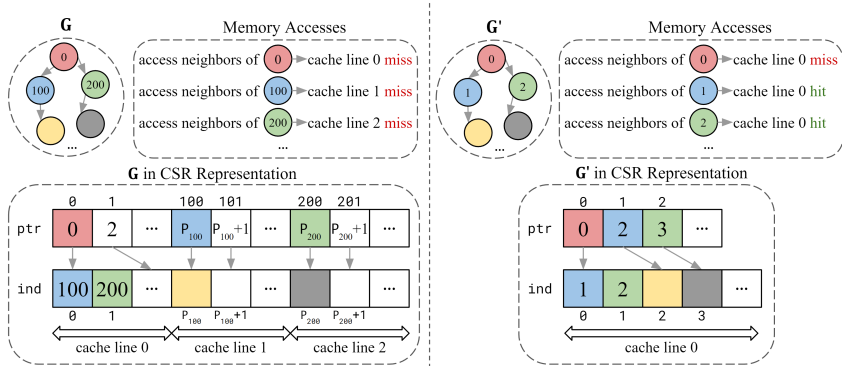 G
Memory Accesses
0
100
200
...
access neighbors of 0 cache line 0 miss
access neighbors of 100 cache line 1 miss
access neighbors of 200 cache line 2 miss
...
G in CSR Representation
0 1 100 101 200 201
ptr 0 2 ... P100 P100+1 ... P200 P200+1 ...
ind 100 200 ... ... ...
0 1 P100 P100+1 P200 P200+1
cache line 0 cache line 1 cache line 2
G'
Memory Accesses
0
1
2
...
access neighbors of 0 cache line 0 miss
access neighbors of 1 cache line 0 hit
access neighbors of 2 cache line 0 hit
...
G' in CSR Representation
0 1 2
ptr 0 2 3 ...
ind 1 2 ...
0 1 2 3
cache line 0